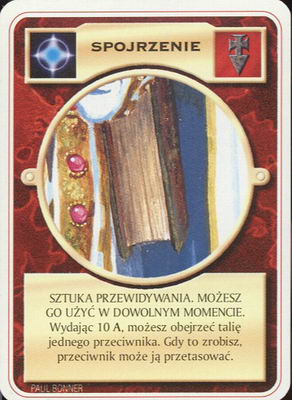 SPOJRZENIE
SZTUKA PRZEWIDYWANIA. MOŻESZ
GO UŻYĆ W DOWOLNYM MOMENCIE.
Wydając 10 A, możesz obejrzeć talię
jednego przeciwnika. Gdy to zrobisz,
przeciwnik może ją przetasować.
PAUL BONNER